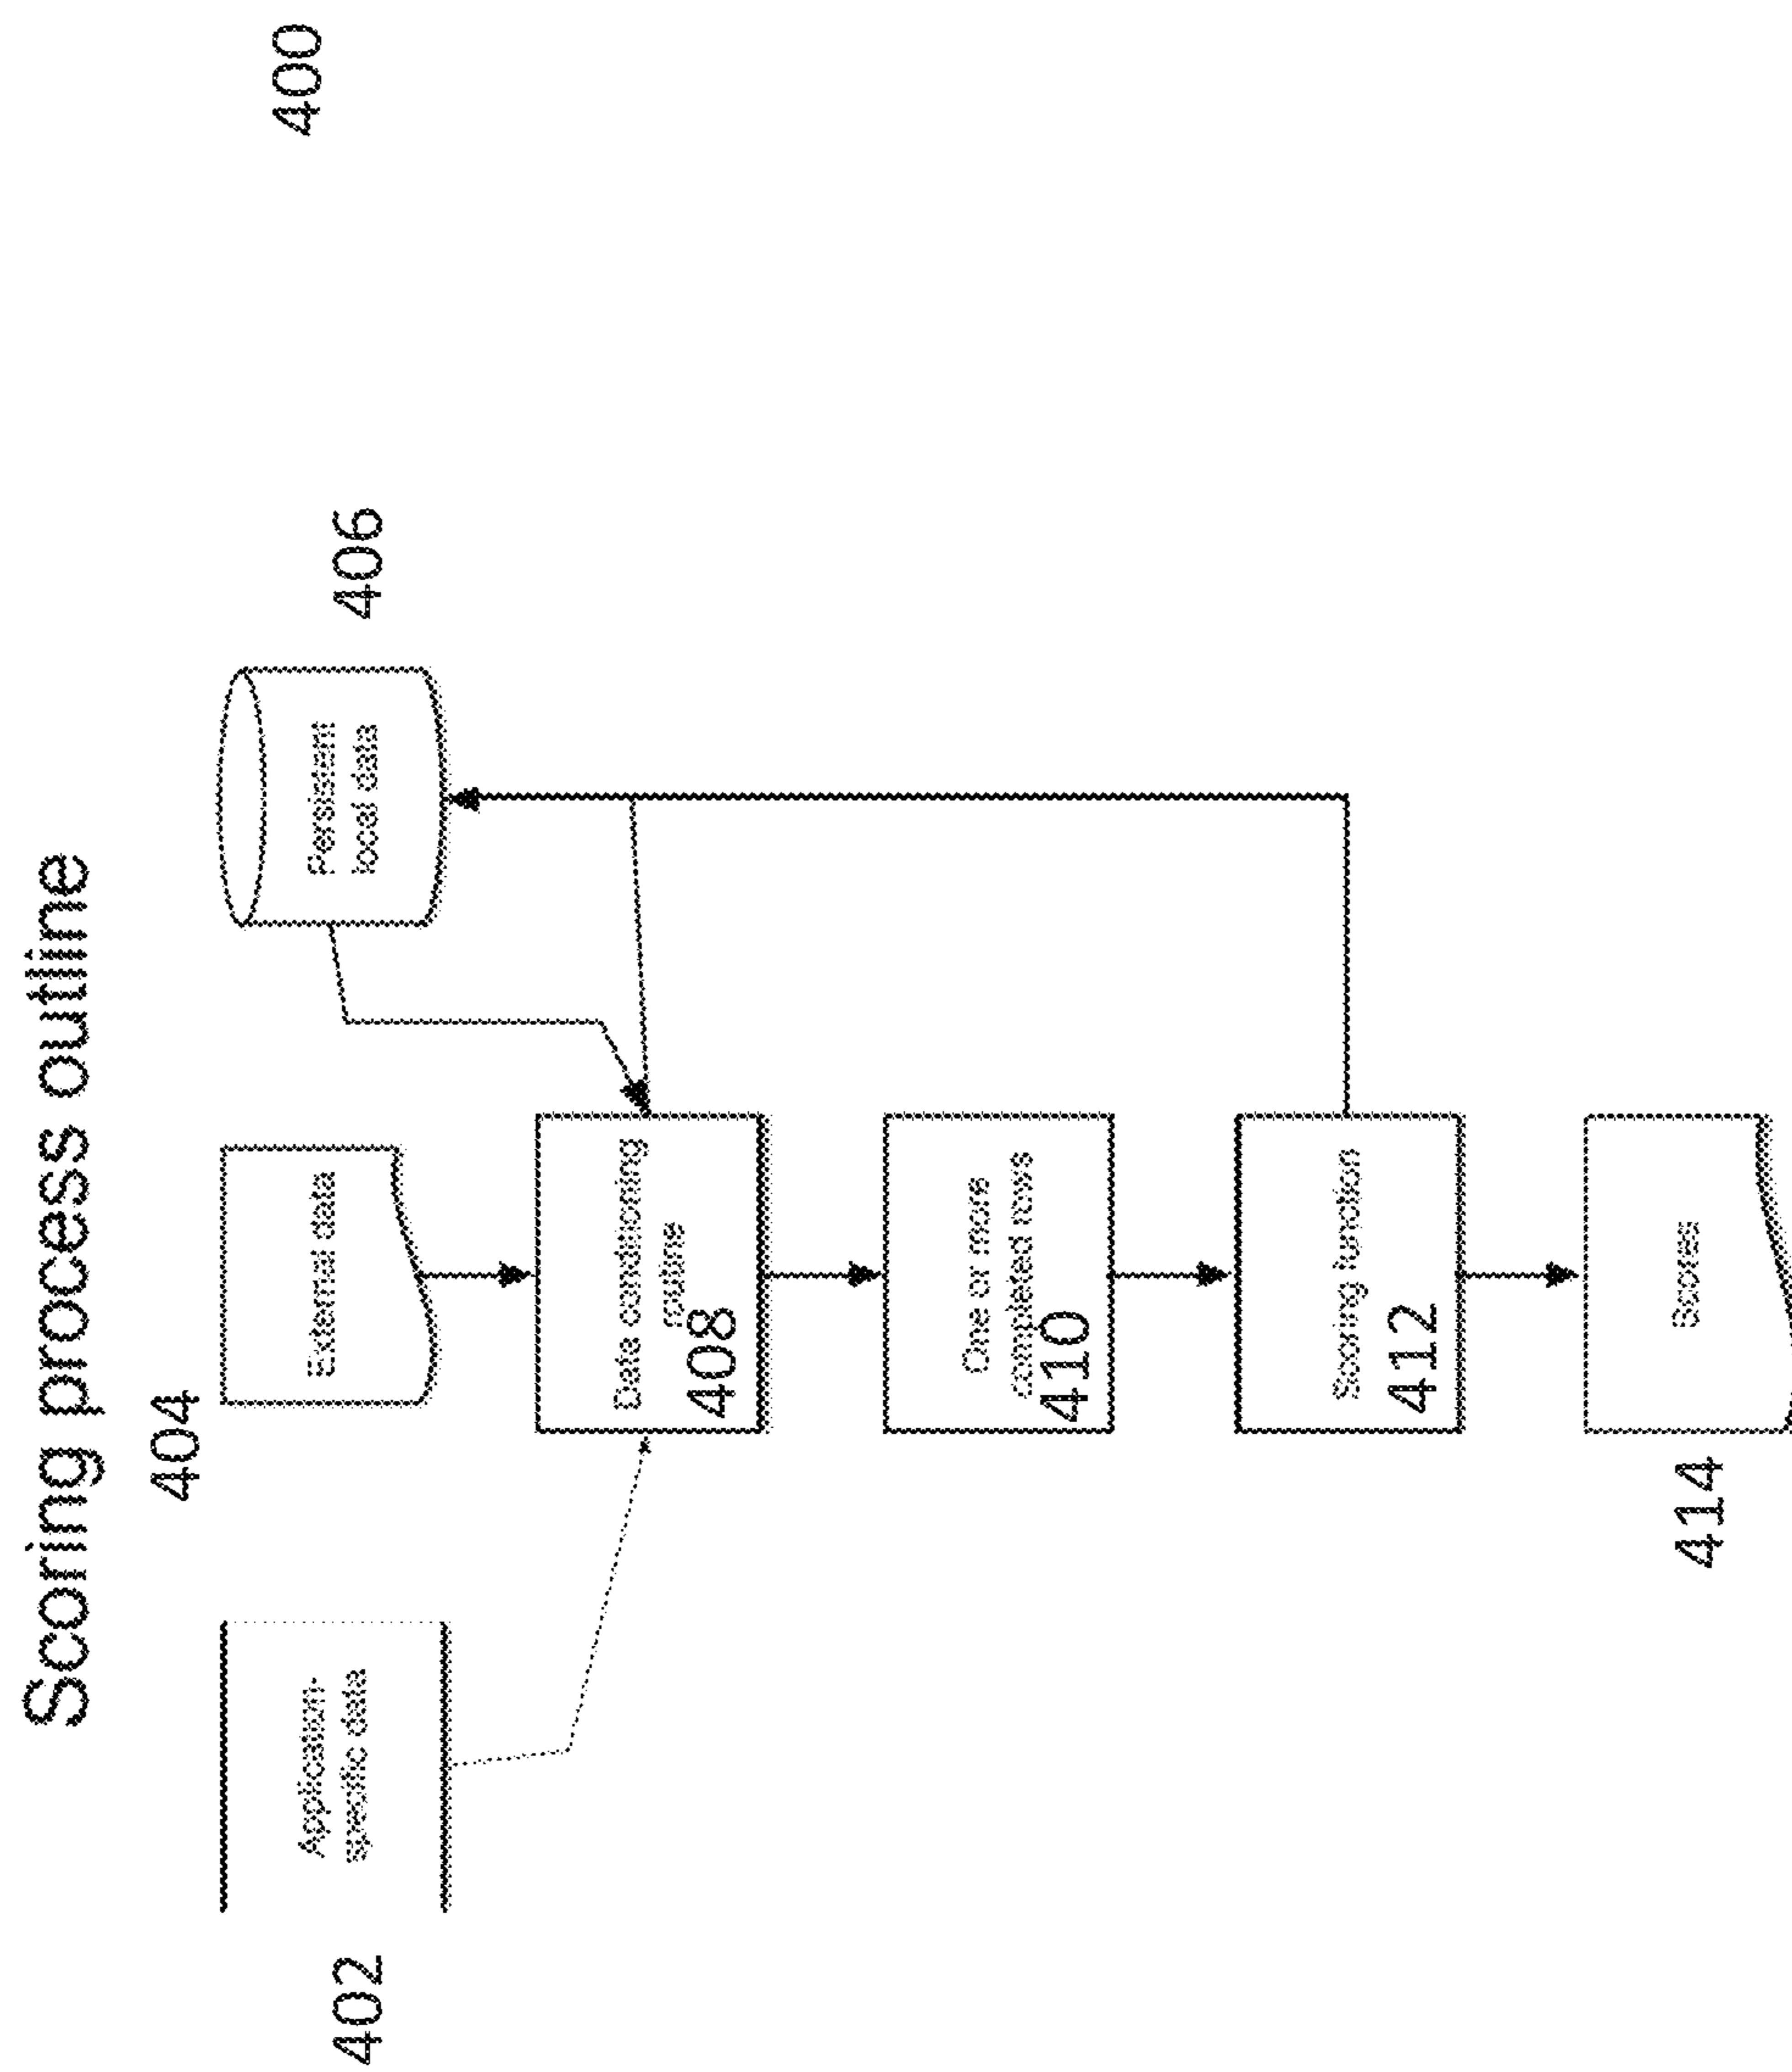 Scoring process outline
400
402
Application-
specific data
404
External data
Persistent
local data
406
Data conditioning
routine
408
One or more
completed rows
410
Scoring function
412
Scores
414